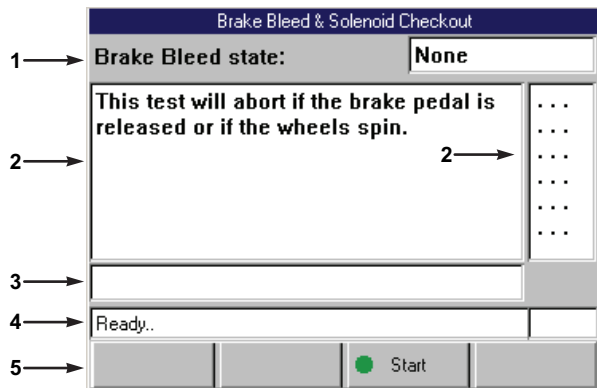 Brake Bleed & Solenoid Checkout
1 Brake Bleed state: None
This test will abort if the brake pedal is
released or if the wheels spin.
2
2
. . .
. . .
. . .
. . .
. . .
. . .
3
4 Ready..
5 Start